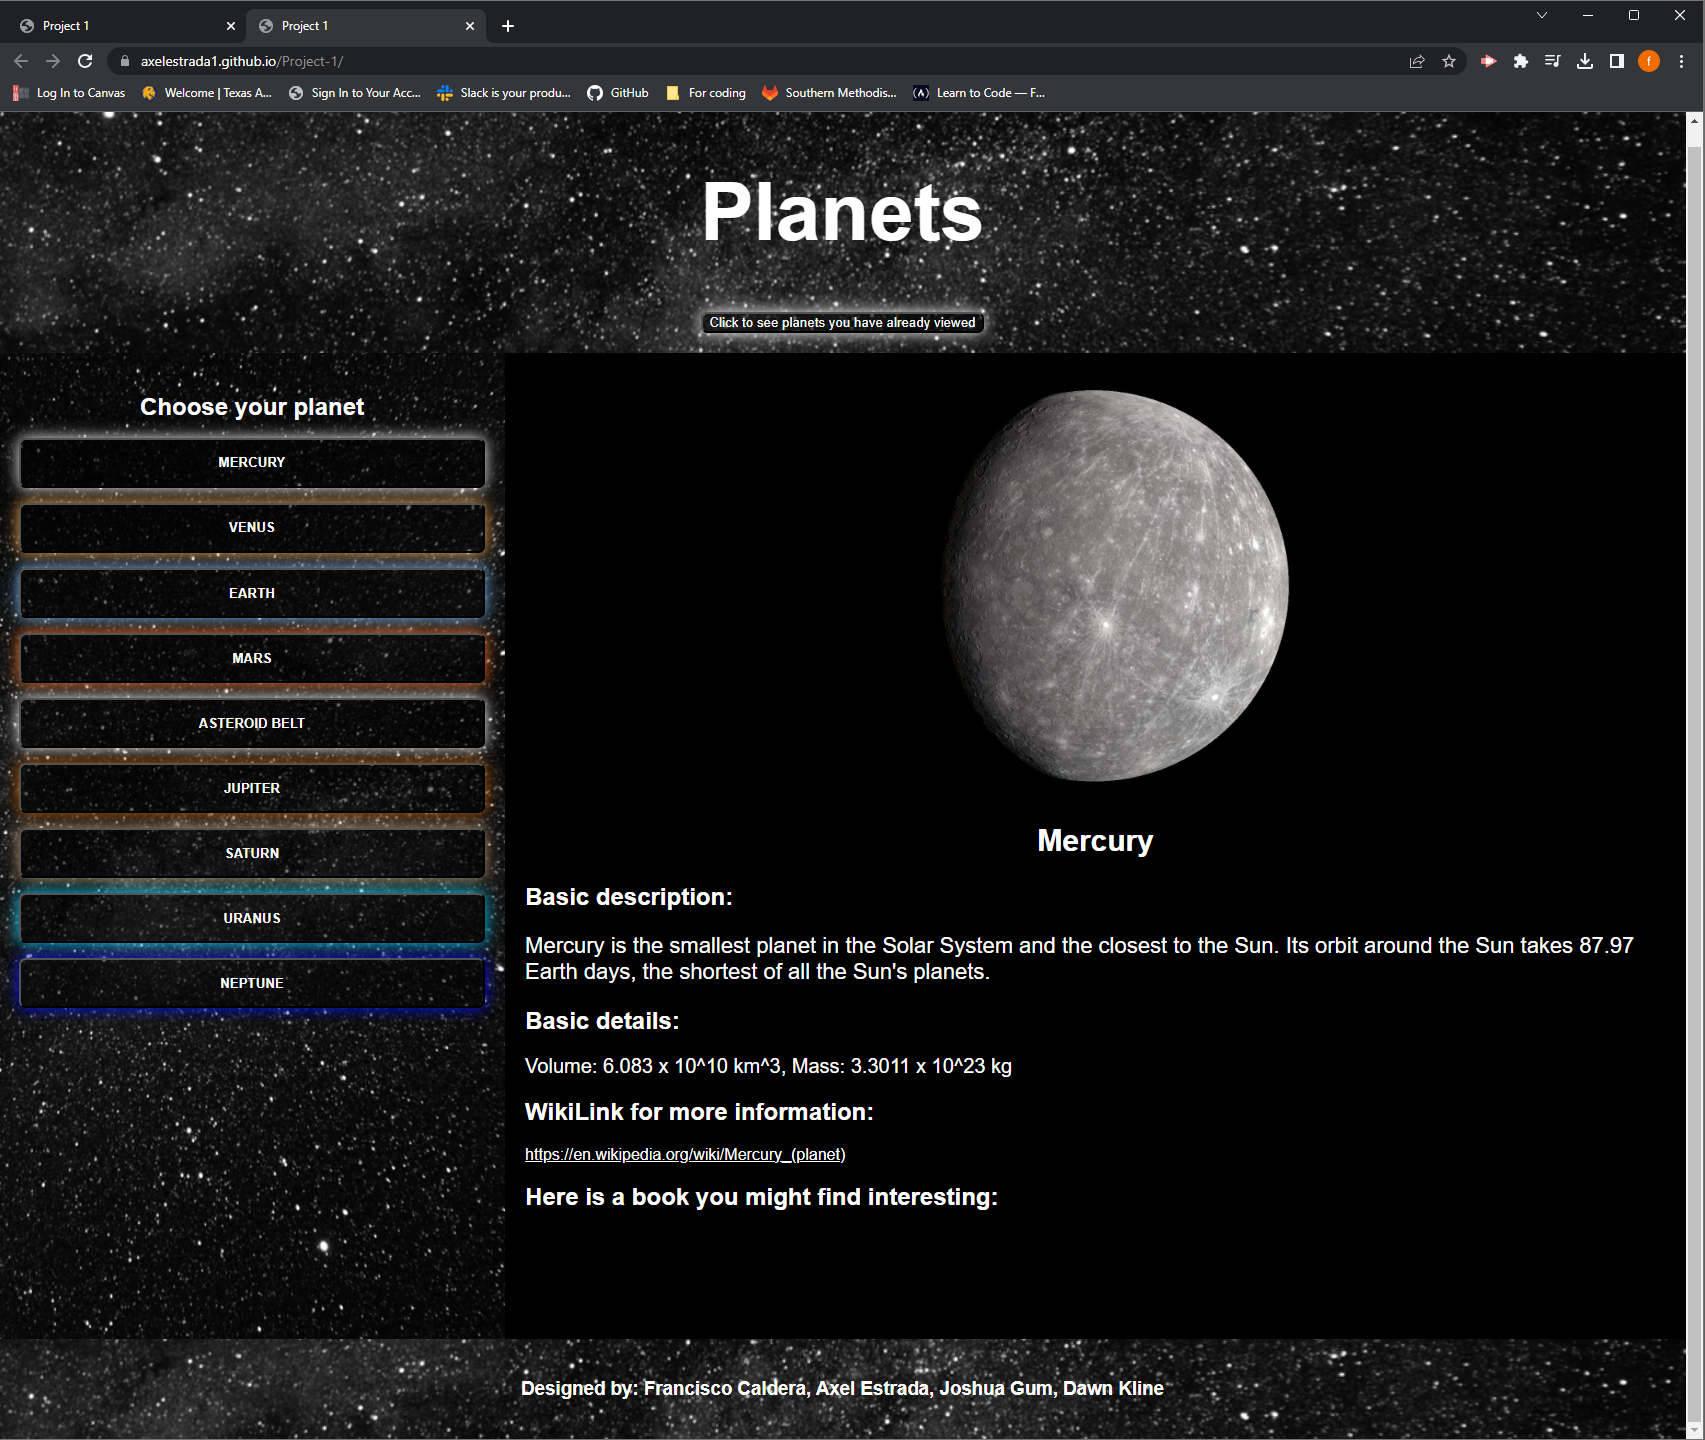 Project 1
Project 1
axelestrada1.github.io/Project-1/
f
Log In to Canvas
Welcome | Texas A...
Sign In to Your Acc...
Slack is your produ...
GitHub
For coding
Southern Methodis...
Learn to Code — F...
Planets
Click to see planets you have already viewed
Choose your planet
MERCURY
VENUS
EARTH
MARS
ASTEROID BELT
JUPITER
SATURN
URANUS
NEPTUNE
Mercury
Basic description:
Mercury is the smallest planet in the Solar System and the closest to the Sun. Its orbit around the Sun takes 87.97
Earth days, the shortest of all the Sun's planets.
Basic details:
Volume: 6.083 x 10^10 km^3, Mass: 3.3011 x 10^23 kg
WikiLink for more information:
https://en.wikipedia.org/wiki/Mercury_(planet)
Here is a book you might find interesting:
Designed by: Francisco Caldera, Axel Estrada, Joshua Gum, Dawn Kline